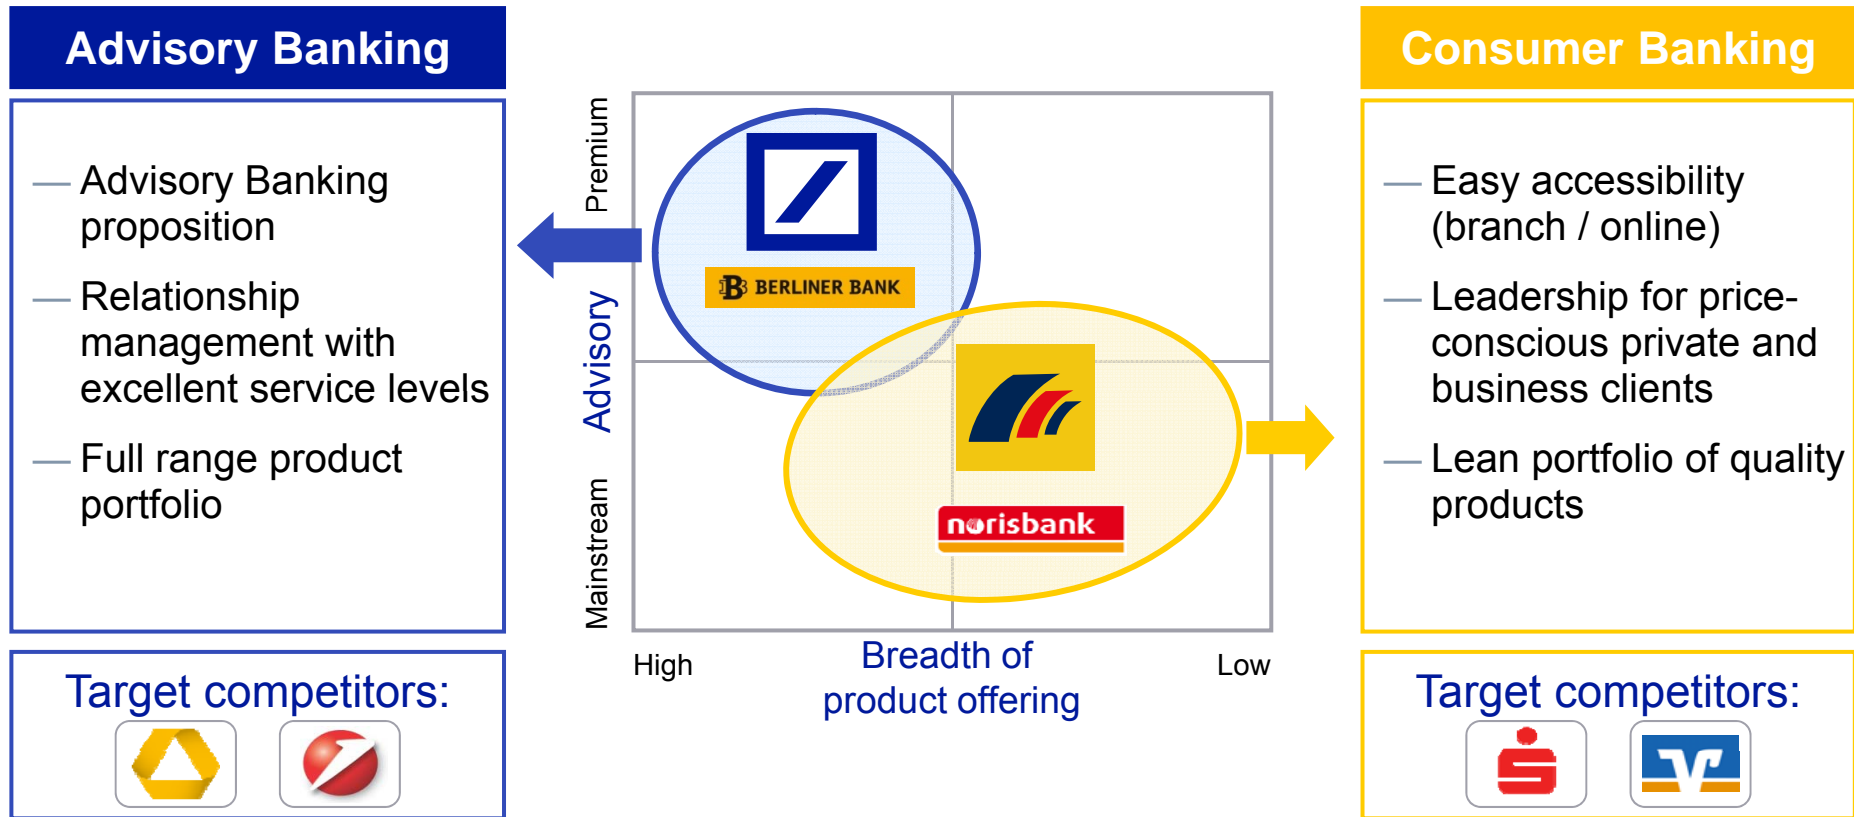 Advisory Banking
— Advisory Banking
proposition
— Relationship
management with
excellent service levels
— Full range product
portfolio
Target competitors:
Premium
Advisory
Mainstream
BERLINER BANK
norisbank
High
Breadth of
product offering
Low
Consumer Banking
— Easy accessibility
(branch / online)
— Leadership for price-
conscious private and
business clients
— Lean portfolio of quality
products
Target competitors: